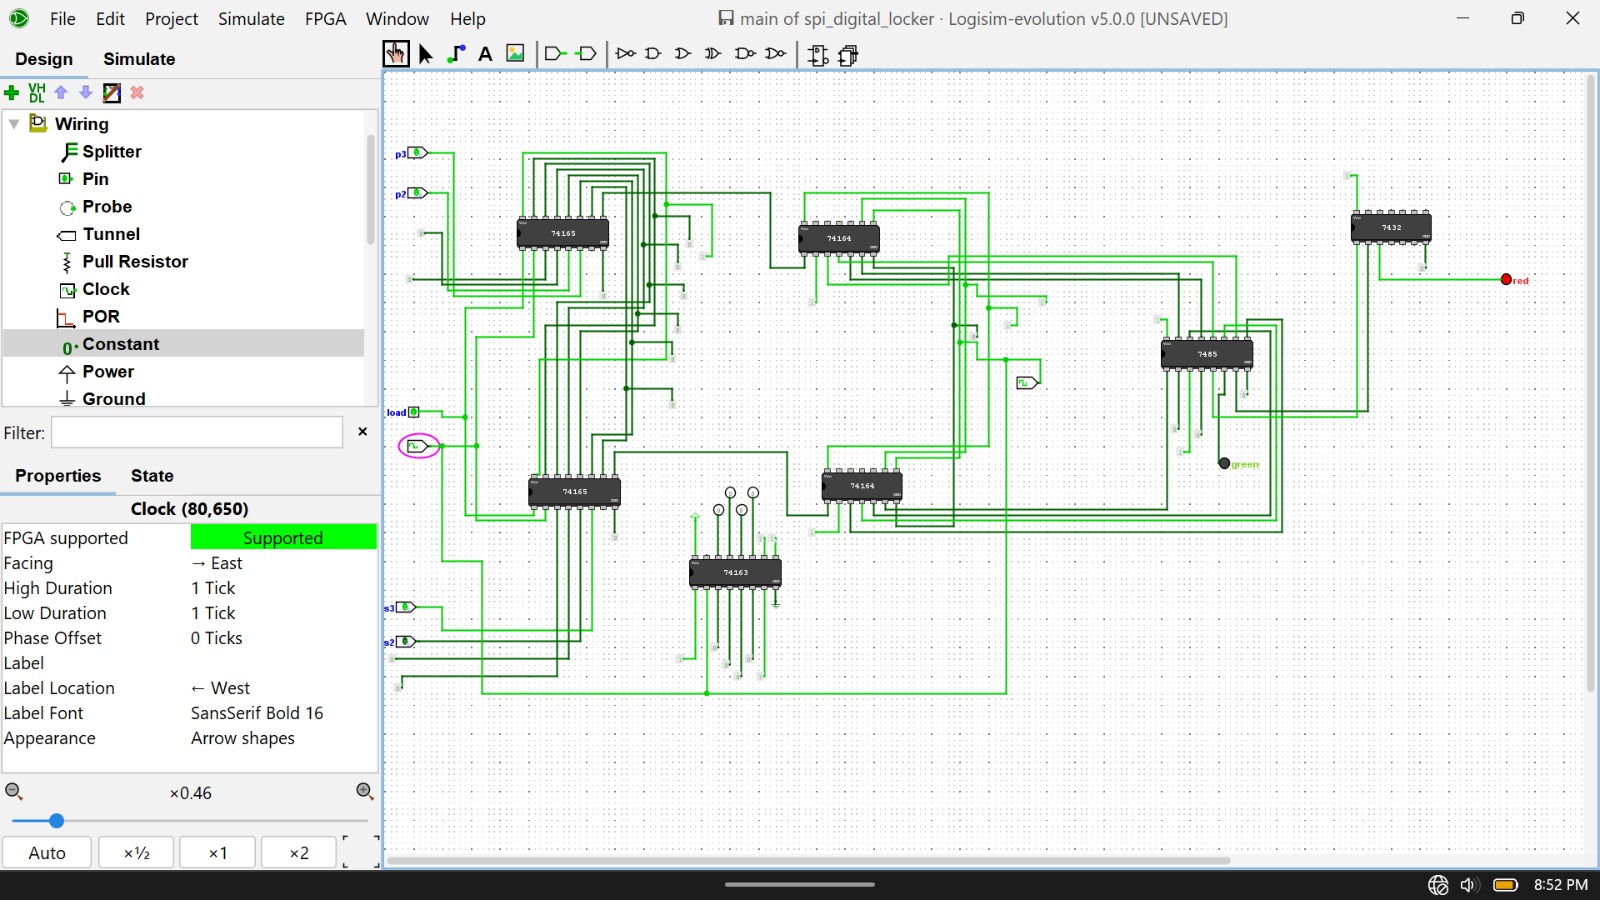 File Edit Project Simulate FPGA Window Help
main of spi_digital_locker · Logisim-evolution v5.0.0 [UNSAVED]
Design Simulate
VH
DL
Wiring
Splitter
Pin
Probe
Tunnel
Pull Resistor
Clock
POR
Constant
Power
Ground
Filter:
Properties State
Clock (80,650)
FPGA supported Supported
Facing → East
High Duration 1 Tick
Low Duration 1 Tick
Phase Offset 0 Ticks
Label
Label Location ← West
Label Font SansSerif Bold 16
Appearance Arrow shapes
×0.46
Auto ×½ ×1 ×2
p3
p2
74165
74164
7432
red
7485
load
green
74165
74164
74163
s3
s2
8:52 PM